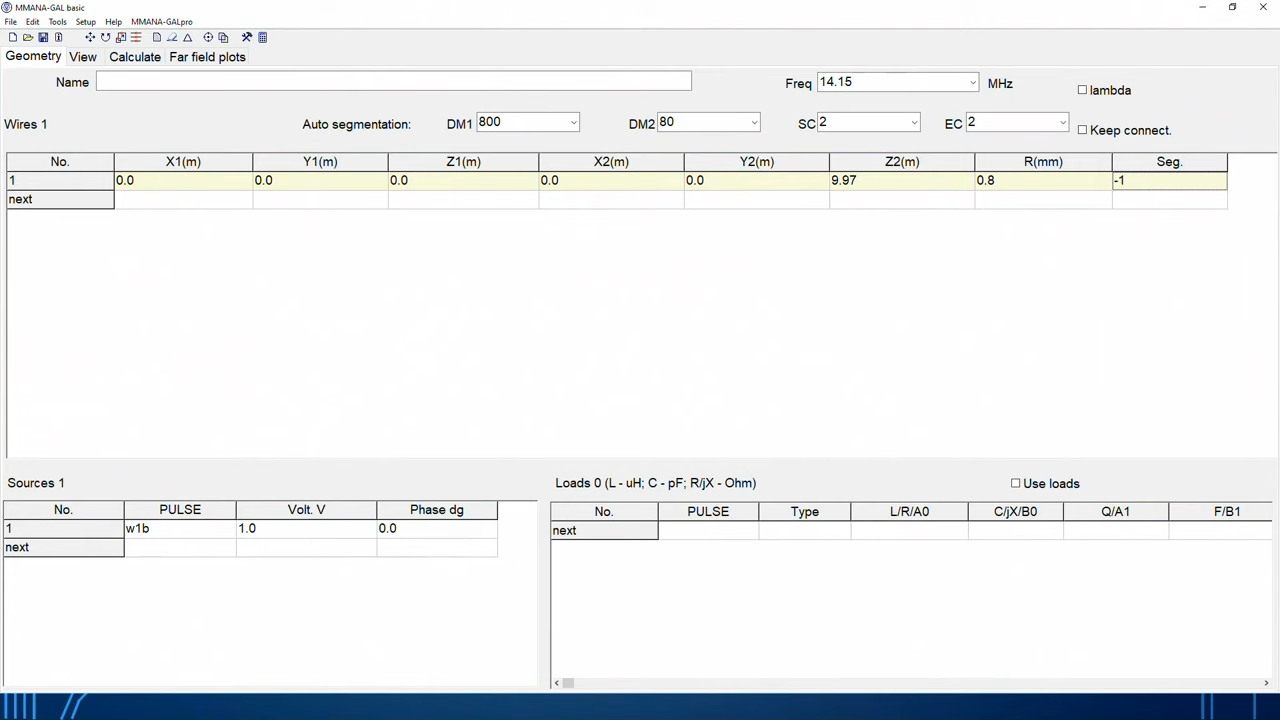 MMANA-GAL basic
File Edit Tools Setup Help MMANA-GALpro
Geometry View Calculate Far field plots
Name Freq 14.15 MHz lambda
Wires 1 Auto segmentation: DM1 800 DM2 80 SC 2 EC 2 Keep connect.
No. X1(m) Y1(m) Z1(m) X2(m) Y2(m) Z2(m) R(mm) Seg.
1 0.0 0.0 0.0 0.0 0.0 9.97 0.8 -1
next
Sources 1
No. PULSE Volt. V Phase dg
1 w1b 1.0 0.0
next
Loads 0 (L - uH; C - pF; R/jX - Ohm) Use loads
No. PULSE Type L/R/A0 C/jX/B0 Q/A1 F/B1
next